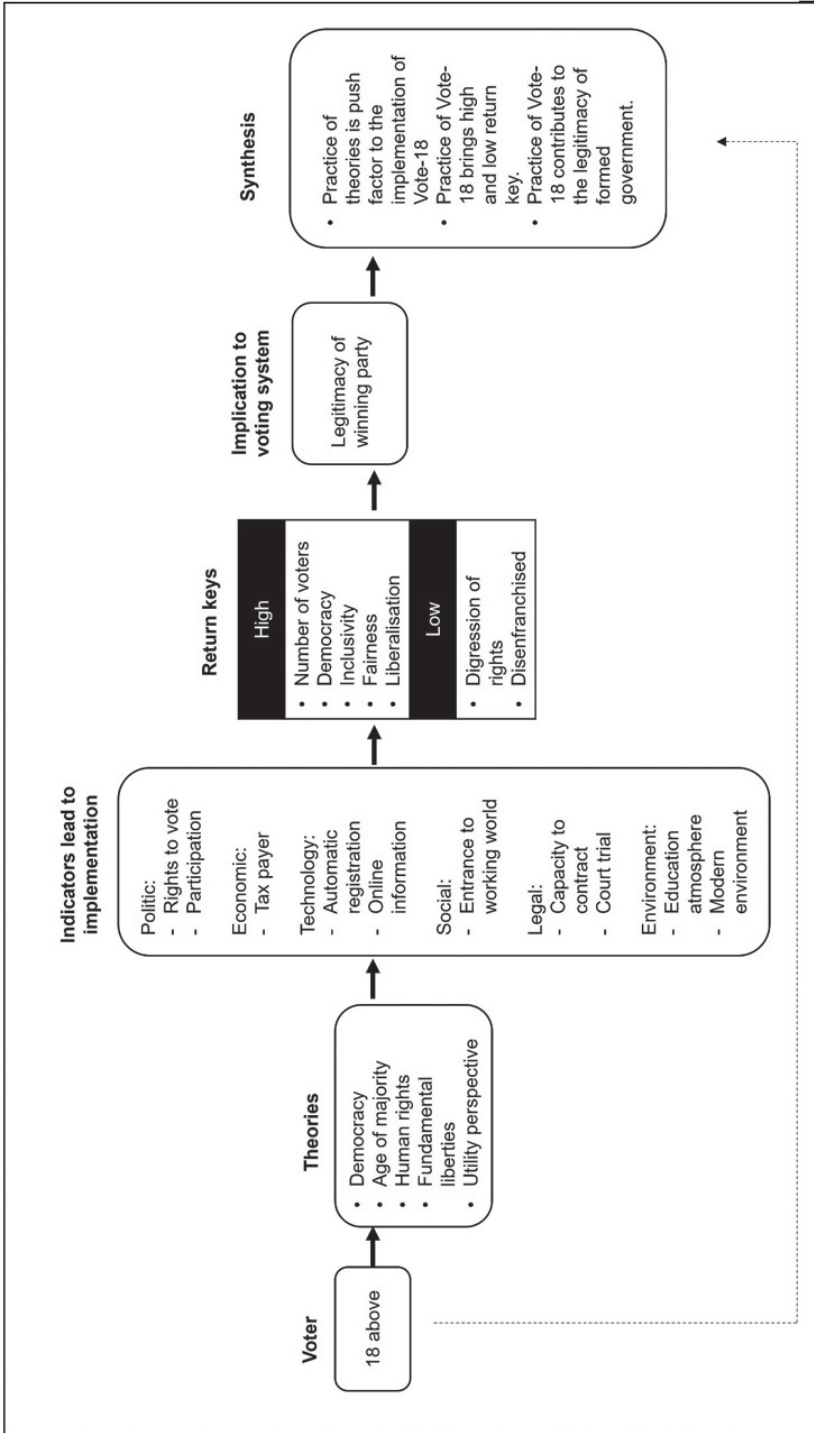 Voter
18 above
Theories
• Democracy
• Age of majority
• Human rights
• Fundamental
liberties
• Utility perspective
Indicators lead to
implementation
Politic:
- Rights to vote
- Participation
Economic:
- Tax payer
Technology:
- Automatic
registration
- Online
information
Social:
- Entrance to
working world
Legal:
- Capacity to
contract
- Court trial
Environment:
- Education
atmosphere
- Modern
environment
Return keys
High
• Number of voters
• Democracy
• Inclusivity
• Fairness
• Liberalisation
Low
• Digression of
rights
• Disenfranchised
Implication to
voting system
Legitimacy of
winning party
Synthesis
• Practice of
theories is push
factor to the
implementation of
Vote-18
• Practice of Vote-
18 brings high
and low return
key.
• Practice of Vote-
18 contributes to
the legitimacy of
formed
government.